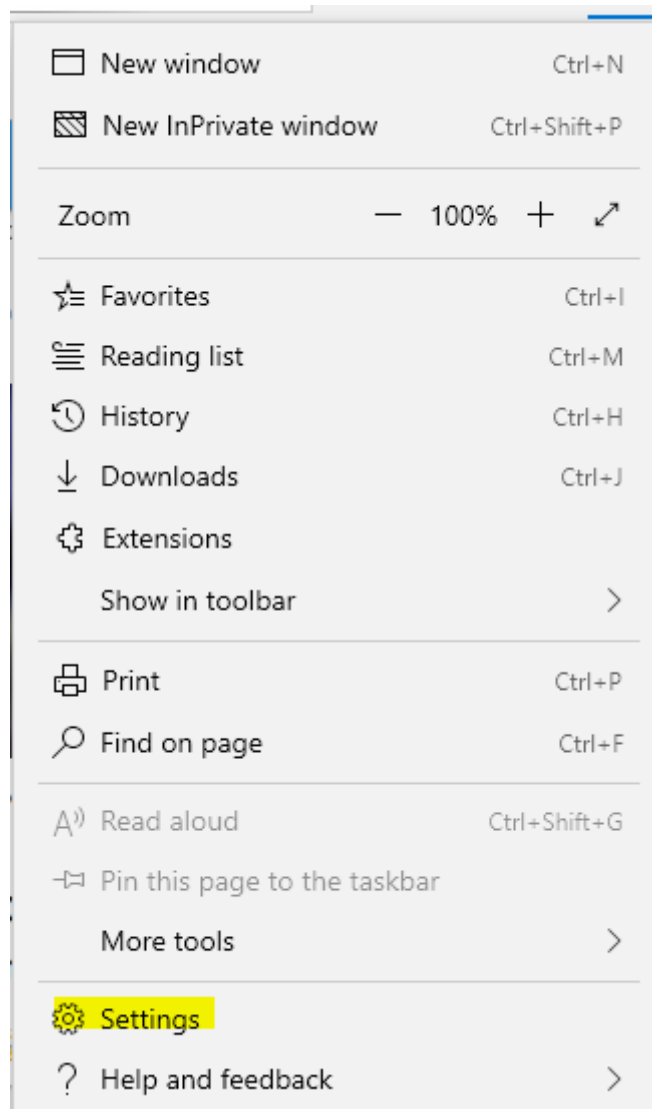 New window Ctrl+N
New InPrivate window Ctrl+Shift+P
Zoom — 100% +
Favorites Ctrl+I
Reading list Ctrl+M
History Ctrl+H
Downloads Ctrl+J
Extensions
Show in toolbar >
Print Ctrl+P
Find on page Ctrl+F
A Read aloud Ctrl+Shift+G
Pin this page to the taskbar
More tools >
Settings
? Help and feedback >